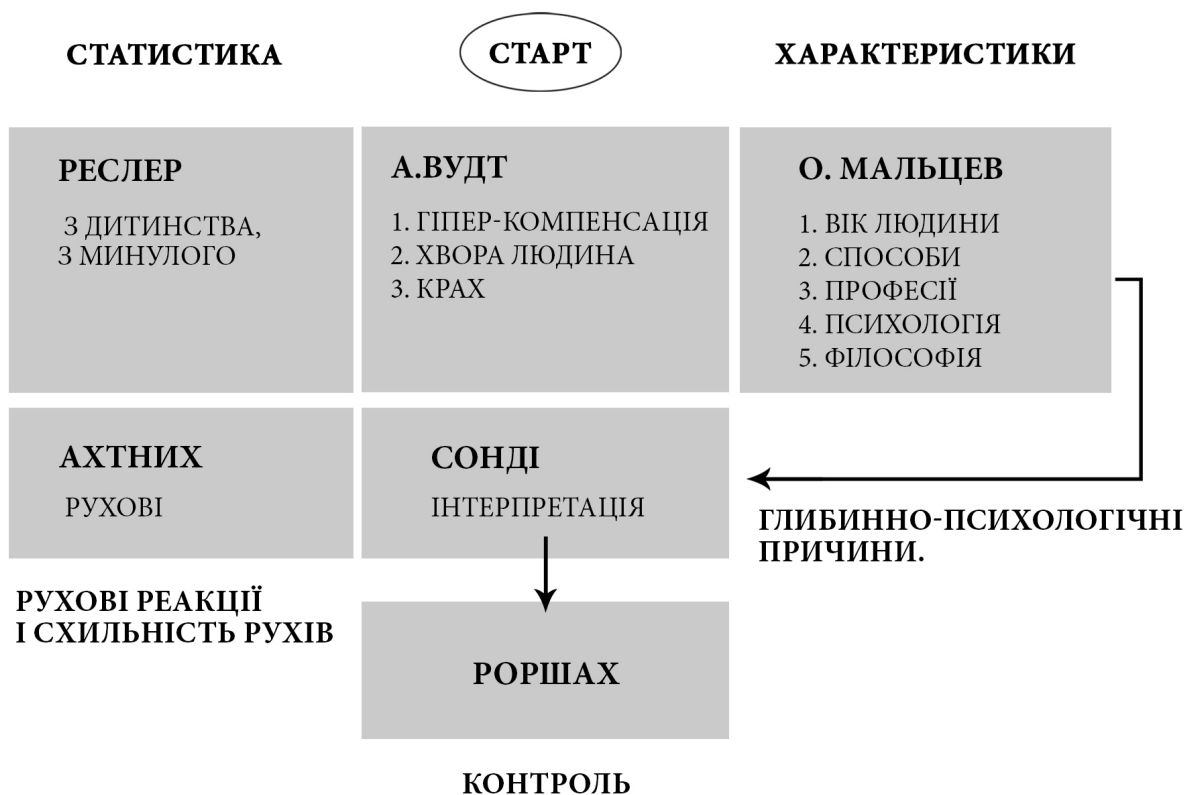 СТАТИСТИКА
СТАРТ
ХАРАКТЕРИСТИКИ
РЕСЛЕР
З ДИТИНСТВА,
З МИНУЛОГО
А.ВУДТ
1. ГІПЕР-КОМПЕНСАЦІЯ
2. ХВОРА ЛЮДИНА
3. КРАХ
О. МАЛЬЦЕВ
1. ВІК ЛЮДИНИ
2. СПОСОБИ
3. ПРОФЕСІЇ
4. ПСИХОЛОГІЯ
5. ФІЛОСОФІЯ
АХТНИХ
РУХОВІ
СОНДІ
ІНТЕРПРЕТАЦІЯ
ГЛИБИННО-ПСИХОЛОГІЧНІ
ПРИЧИНИ.
РУХОВІ РЕАКЦІЇ
І СХИЛЬНІСТЬ РУХІВ
РОРШАХ
КОНТРОЛЬ